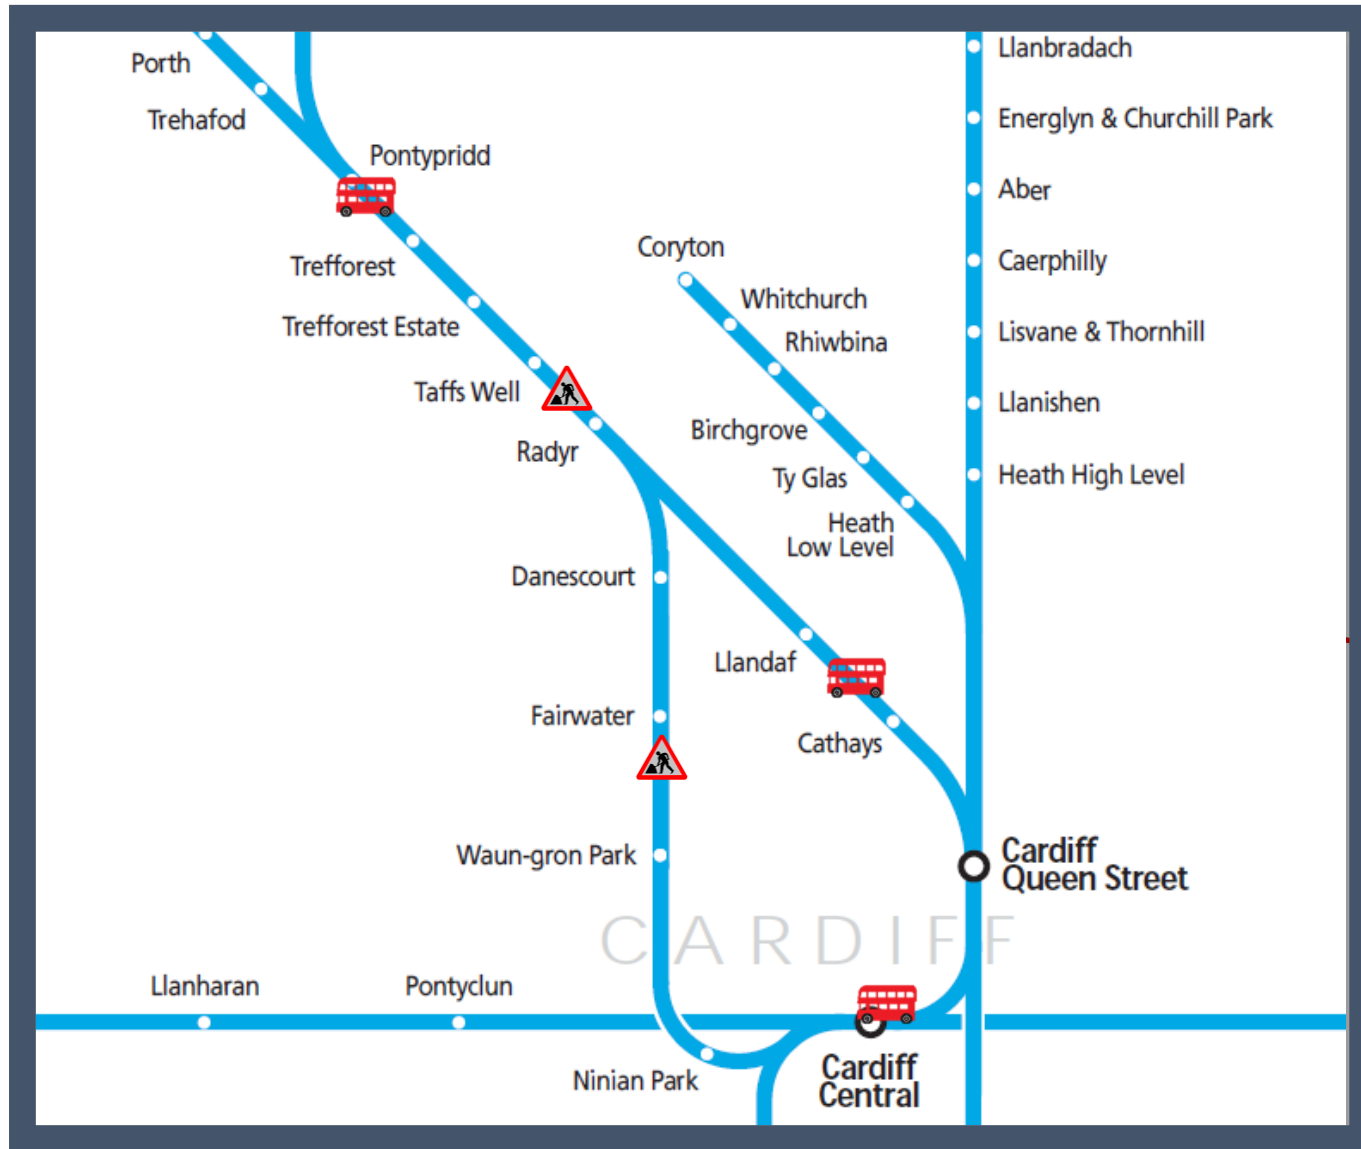 Porth
Trehafod
Pontypridd
Trefforest
Trefforest Estate
Taffs Well
Radyr
Coryton
Whitchurch
Rhiwbina
Birchgrove
Ty Glas
Heath
Low Level
Llanbradach
Energlyn & Churchill Park
Aber
Caerphilly
Lisvane & Thornhill
Llanishen
Heath High Level
Danescourt
Fairwater
Waun-gron Park
Llandaf
Cathays
Cardiff
Queen Street
CARDIFF
Llanharan
Pontyclun
Ninian Park
Cardiff
Central